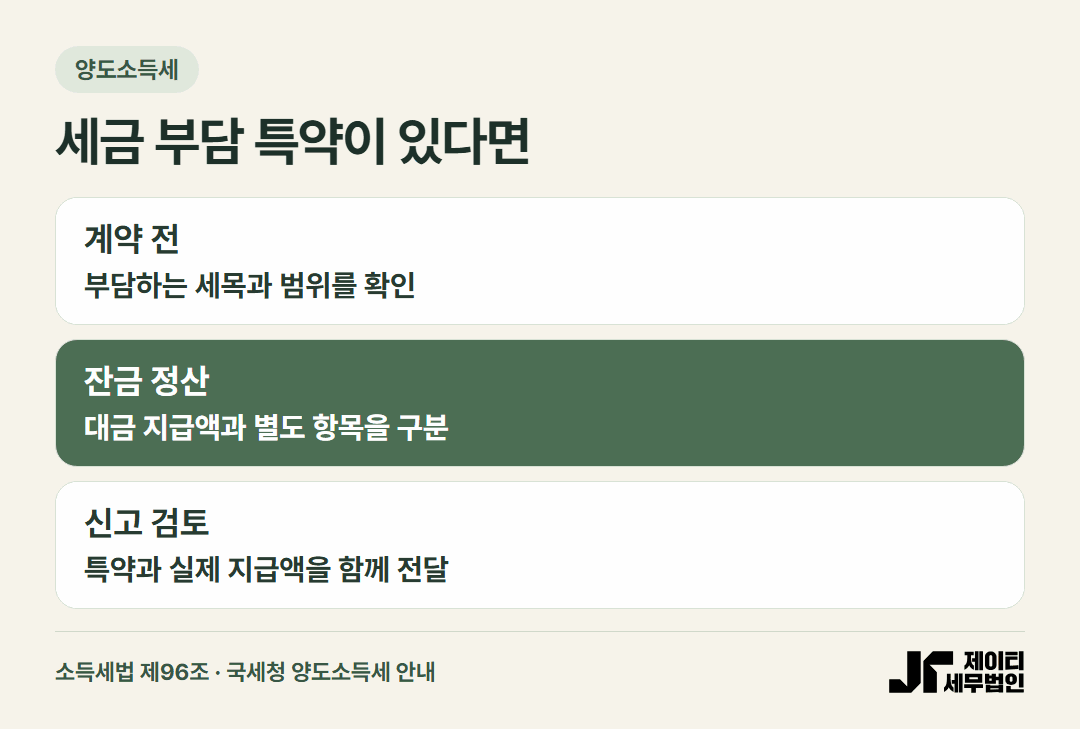 양도소득세
세금 부담 특약이 있다면
계약 전
부담하는 세목과 범위를 확인
잔금 정산
대금 지급액과 별도 항목을 구분
신고 검토
특약과 실제 지급액을 함께 전달
소득세법 제96조 · 국세청 양도소득세 안내
JT 제이티
세무법인